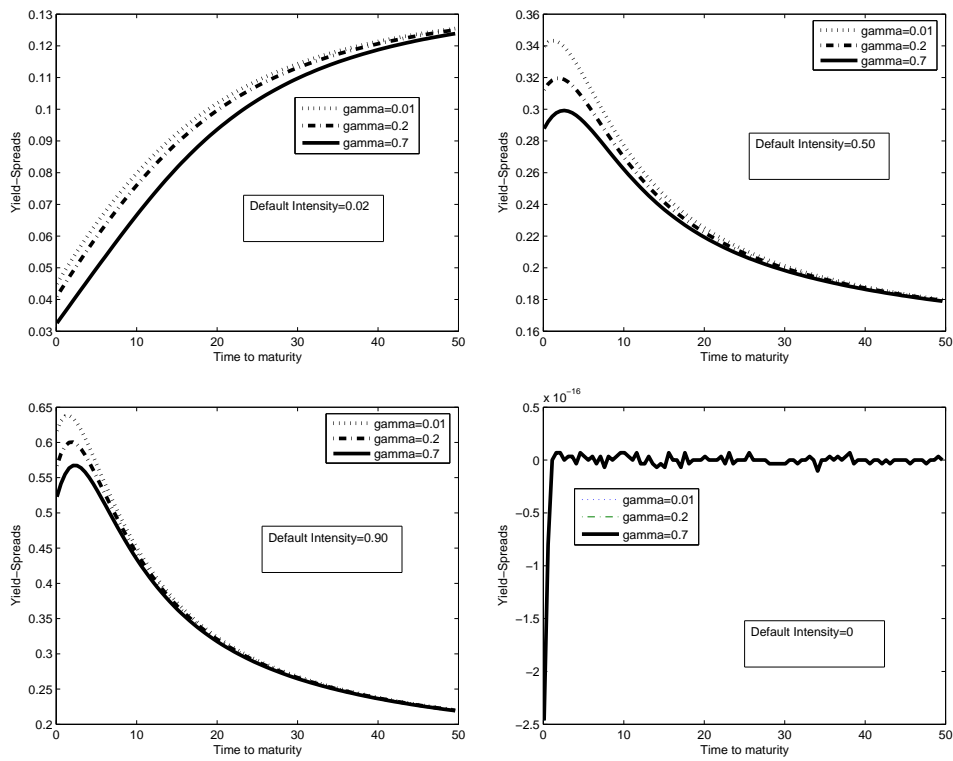 0.13
0.12
0.11
0.1
0.09
0.08
0.07
0.06
0.05
0.04
0.03
0 10 20 30 40 50
Time to maturity
Yield−Spreads
gamma=0.01
gamma=0.2
gamma=0.7
Default Intensity=0.02
0.36
0.34
0.32
0.3
0.28
0.26
0.24
0.22
0.2
0.18
0.16
0 10 20 30 40 50
Time to maturity
Yield−Spreads
gamma=0.01
gamma=0.2
gamma=0.7
Default Intensity=0.50
0.65
0.6
0.55
0.5
0.45
0.4
0.35
0.3
0.25
0.2
0 10 20 30 40 50
Time to maturity
Yield−Spreads
gamma=0.01
gamma=0.2
gamma=0.7
Default Intensity=0.90
x 10⁻¹⁶
0.5
0
−0.5
−1
−1.5
−2
−2.5
0 10 20 30 40 50
Time to maturity
Yield−Spreads
gamma=0.01
gamma=0.2
gamma=0.7
Default Intensity=0